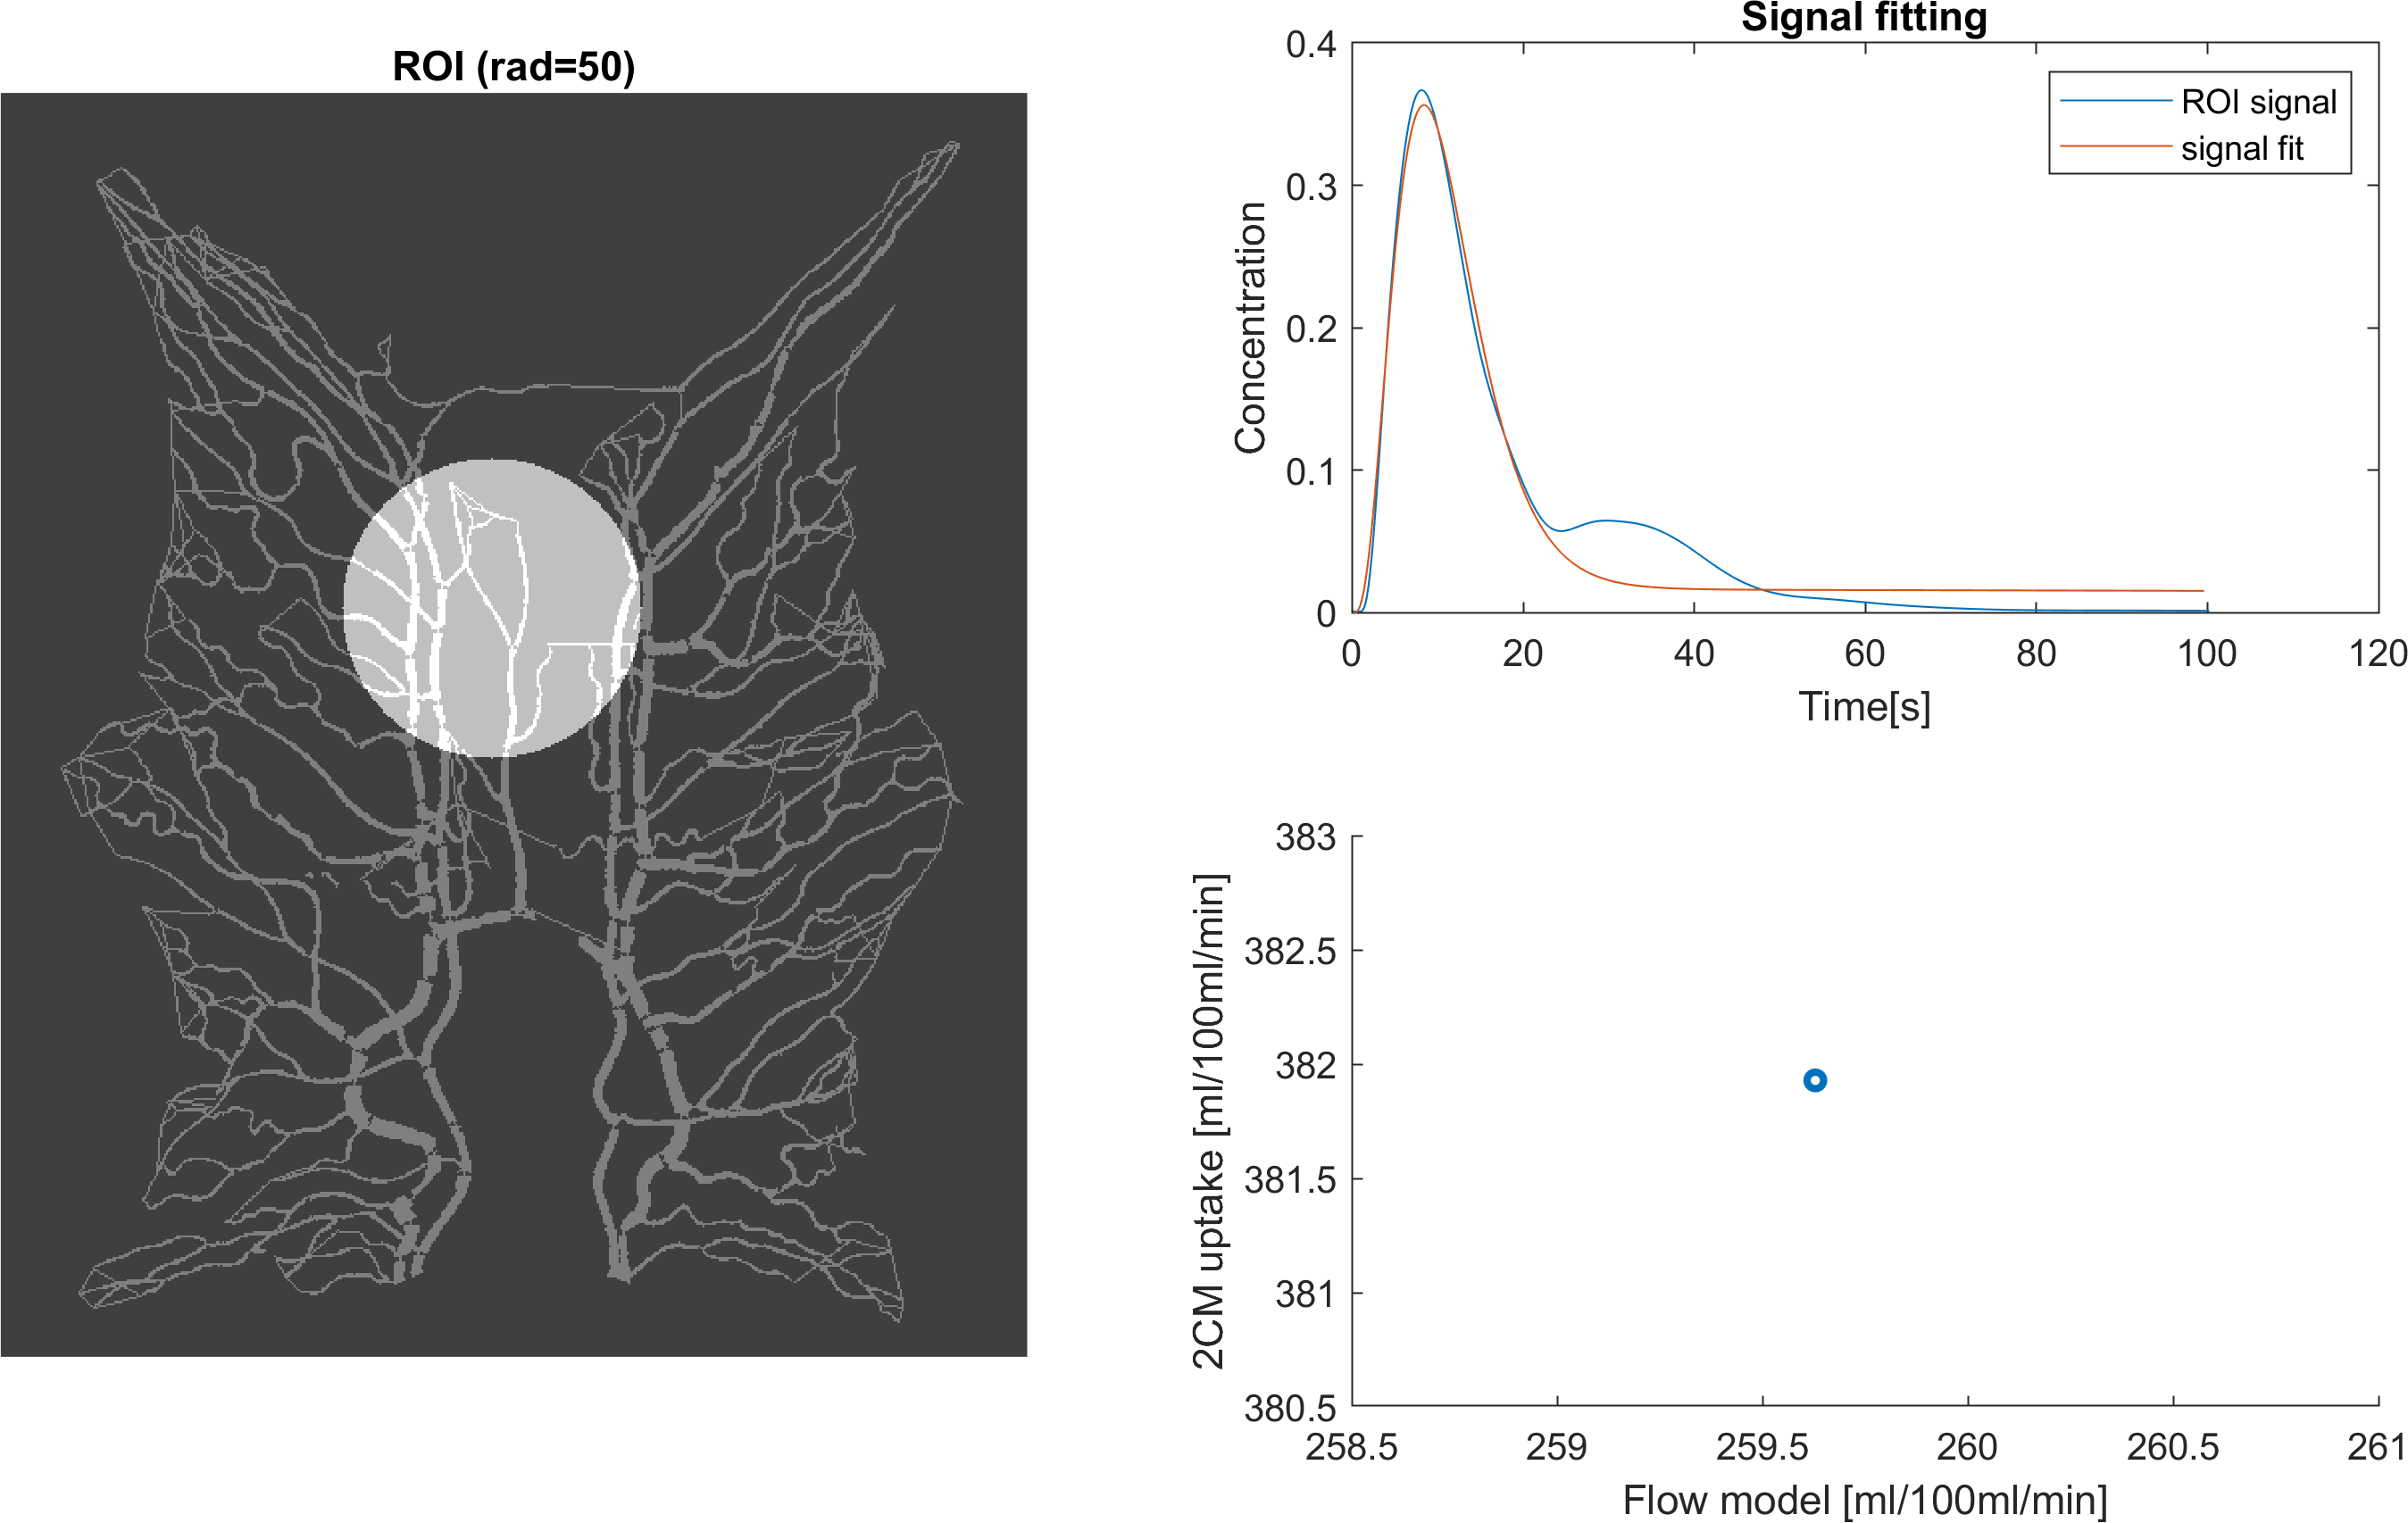 ROI (rad=50)
Signal fitting
0.4
0.3
0.2
0.1
0
Concentration
ROI signal
signal fit
0 20 40 60 80 100 120
Time[s]
383
382.5
382
381.5
381
380.5
2CM uptake [ml/100ml/min]
258.5 259 259.5 260 260.5 261
Flow model [ml/100ml/min]